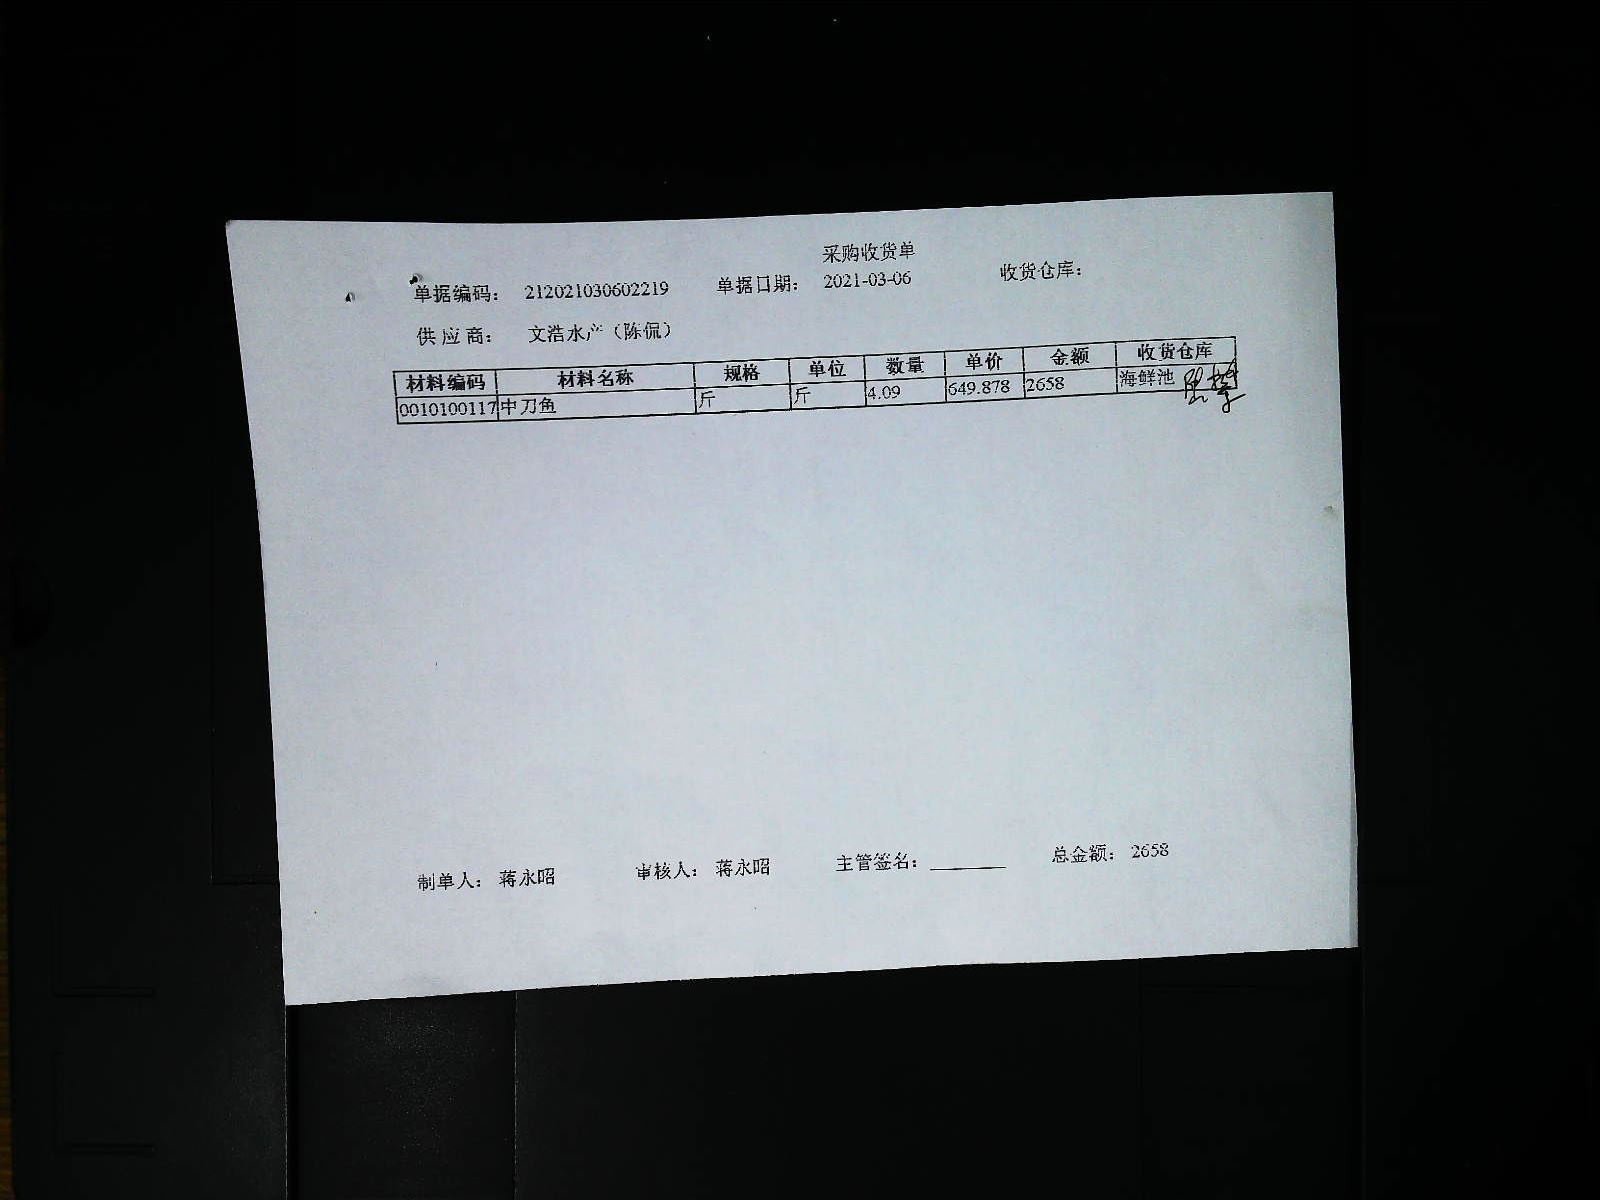 采购收货单
单据编码： 212021030602219 单据日期： 2021-03-06 收货仓库：
供应商： 文浩水产（陈侃）
材料编码 材料名称 规格 单位 数量 单价 金额 收货仓库
0010100117 中刀鱼 斤 斤 4.09 649.878 2658 海鲜池
制单人： 蒋永昭 审核人： 蒋永昭 主管签名：________ 总金额： 2658